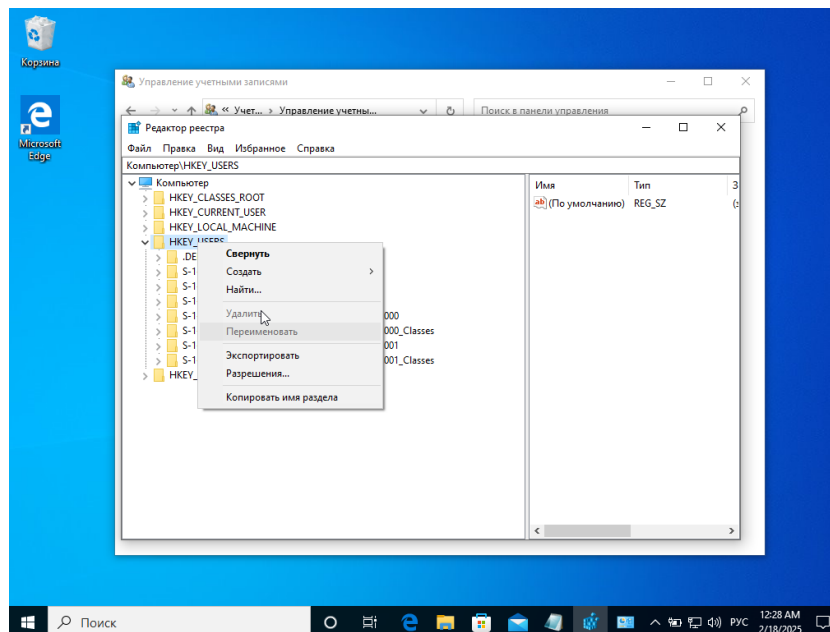 Корзина
Microsoft Edge
Управление учетными записями
« Учет... › Управление учетны...
Поиск в панели управления
Редактор реестра
Файл Правка Вид Избранное Справка
Компьютер\HKEY_USERS
Компьютер
HKEY_CLASSES_ROOT
HKEY_CURRENT_USER
HKEY_LOCAL_MACHINE
HKEY_USERS
.DE
S-1
S-1
S-1
S-1 000
S-1 000_Classes
S-1 001
S-1 001_Classes
HKEY_
Свернуть
Создать
Найти...
Удалить
Переименовать
Экспортировать
Разрешения...
Копировать имя раздела
Имя Тип З
(По умолчанию) REG_SZ
Поиск
РУС
12:28 AM
2/18/2025